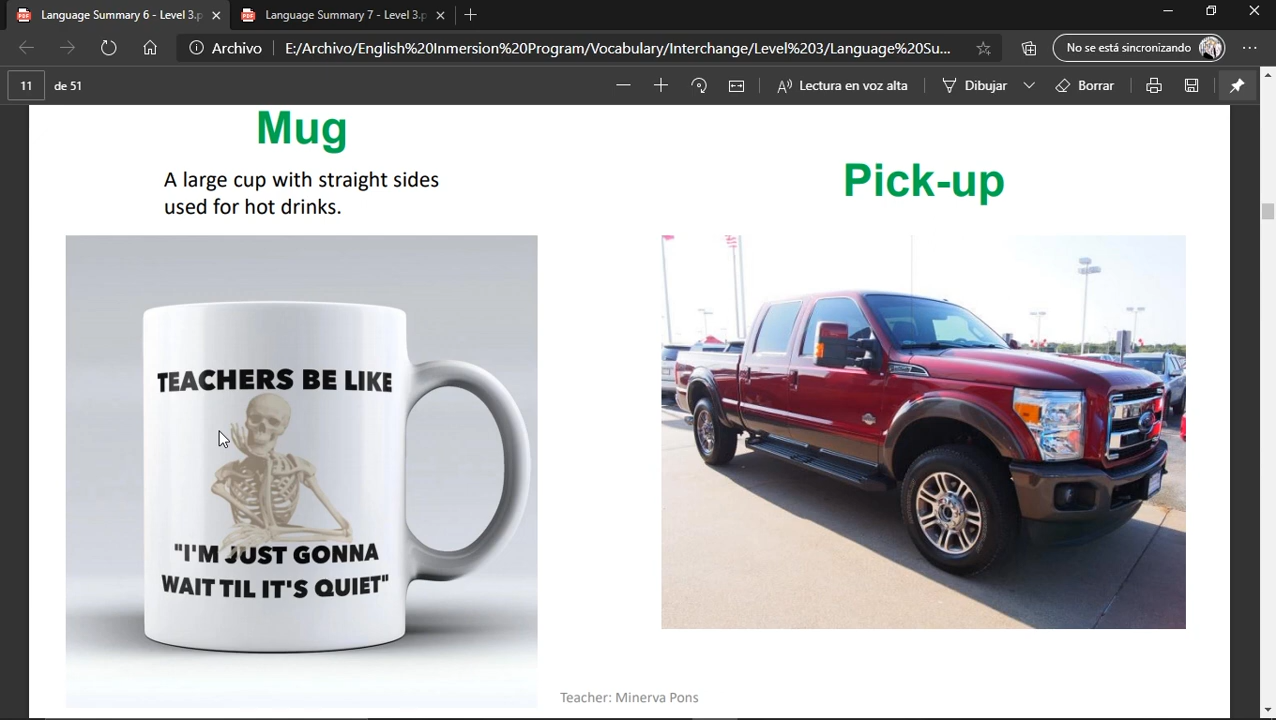 Language Summary 6 - Level 3.p
Language Summary 7 - Level 3.p
Archivo
E:/Archivo/English%20Inmersion%20Program/Vocabulary/Interchange/Level%203/Language%20Su...
No se está sincronizando
11 de 51
Lectura en voz alta
Dibujar
Borrar
Mug
A large cup with straight sides
used for hot drinks.
TEACHERS BE LIKE
"I'M JUST GONNA
WAIT TIL IT'S QUIET"
Pick-up
Teacher: Minerva Pons